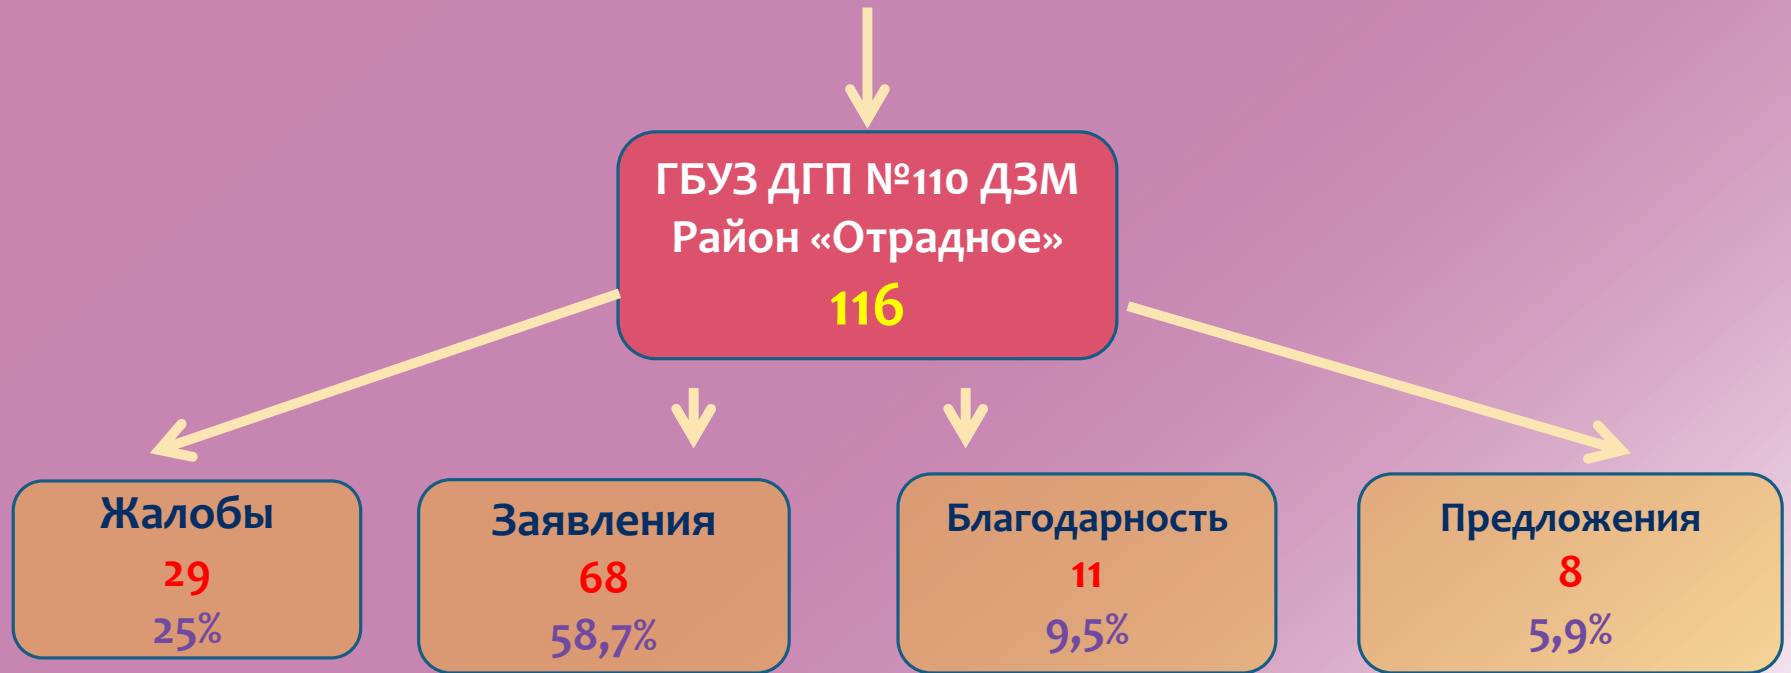 ГБУЗ ДГП №110 ДЗМ
Район «Отрадное»
116
Жалобы
29
25%
Заявления
68
58,7%
Благодарность
11
9,5%
Предложения
8
5,9%